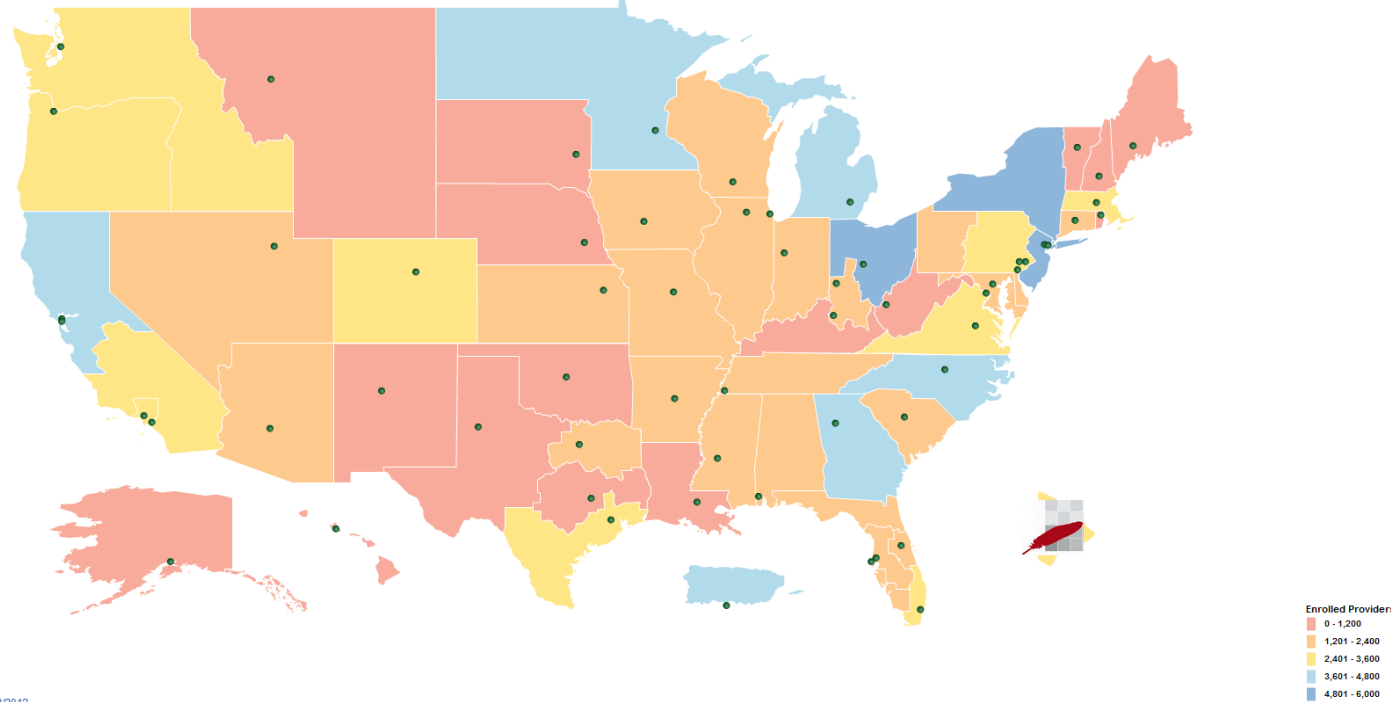 Enrolled Providers
0 - 1,200
1,201 - 2,400
2,401 - 3,600
3,601 - 4,800
4,801 - 6,000